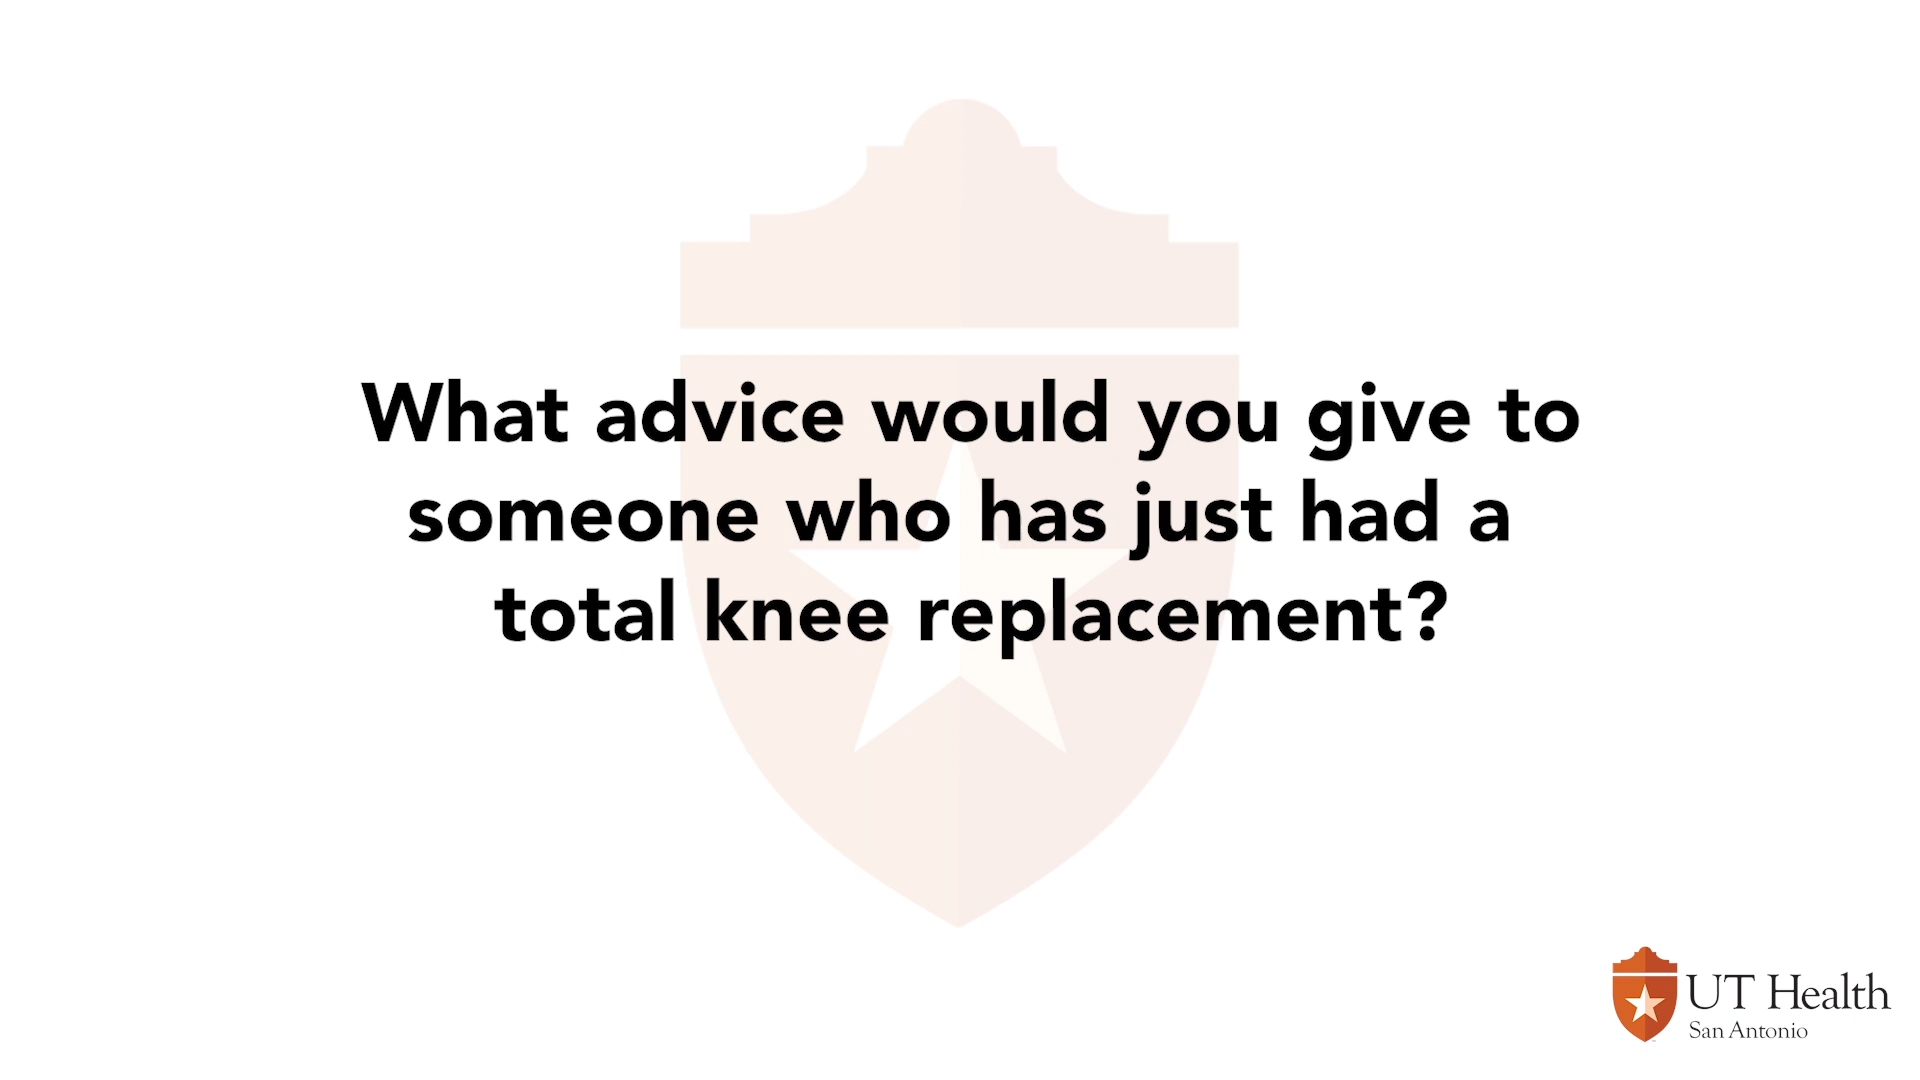 What advice would you give to
someone who has just had a
total knee replacement?
UT Health
San Antonio